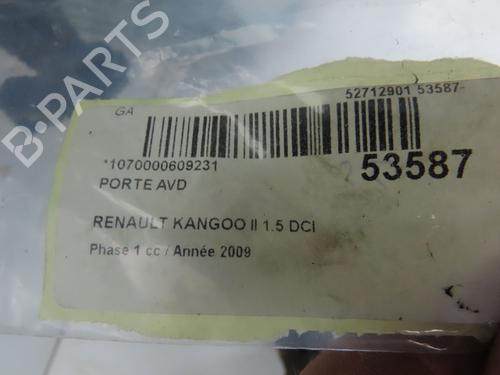 B-PARTS
GA
52712901 53587-
*1070000609231
53587
PORTE AVD
RENAULT KANGOO II 1.5 DCI
Phase 1 cc / Année 2009